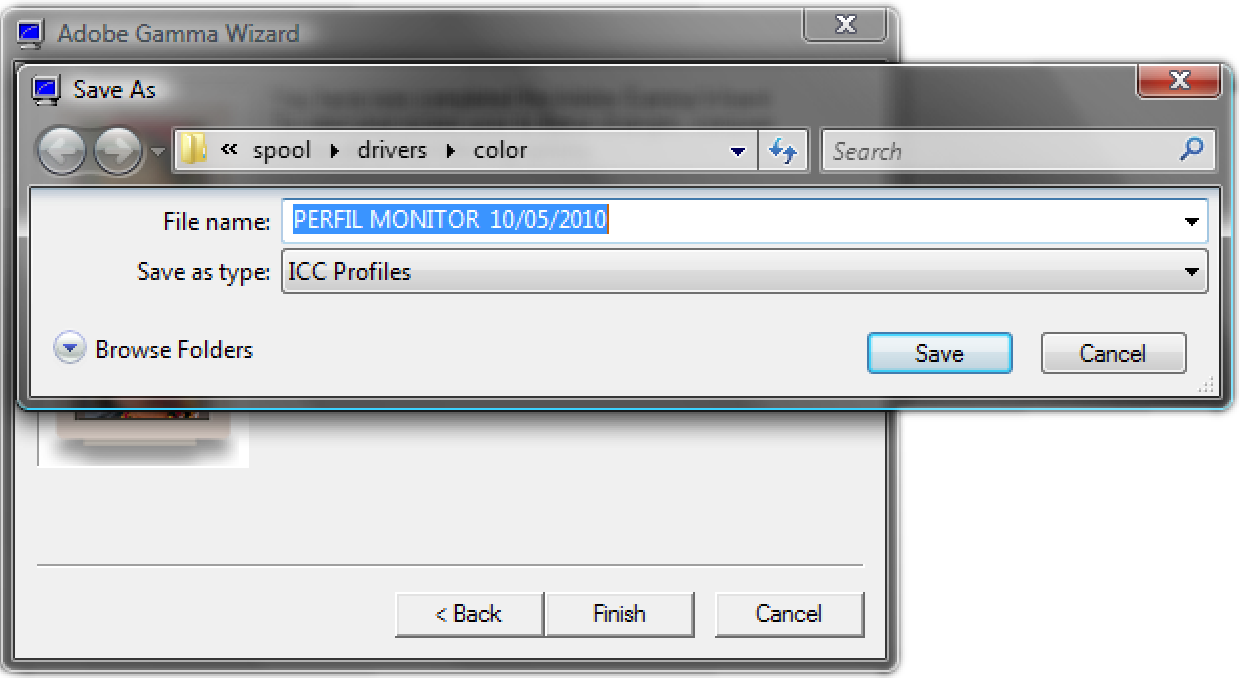 Adobe Gamma Wizard
Save As
« spool drivers color Search
File name: PERFIL MONITOR 10/05/2010
Save as type: ICC Profiles
Browse Folders Save Cancel
< Back Finish Cancel